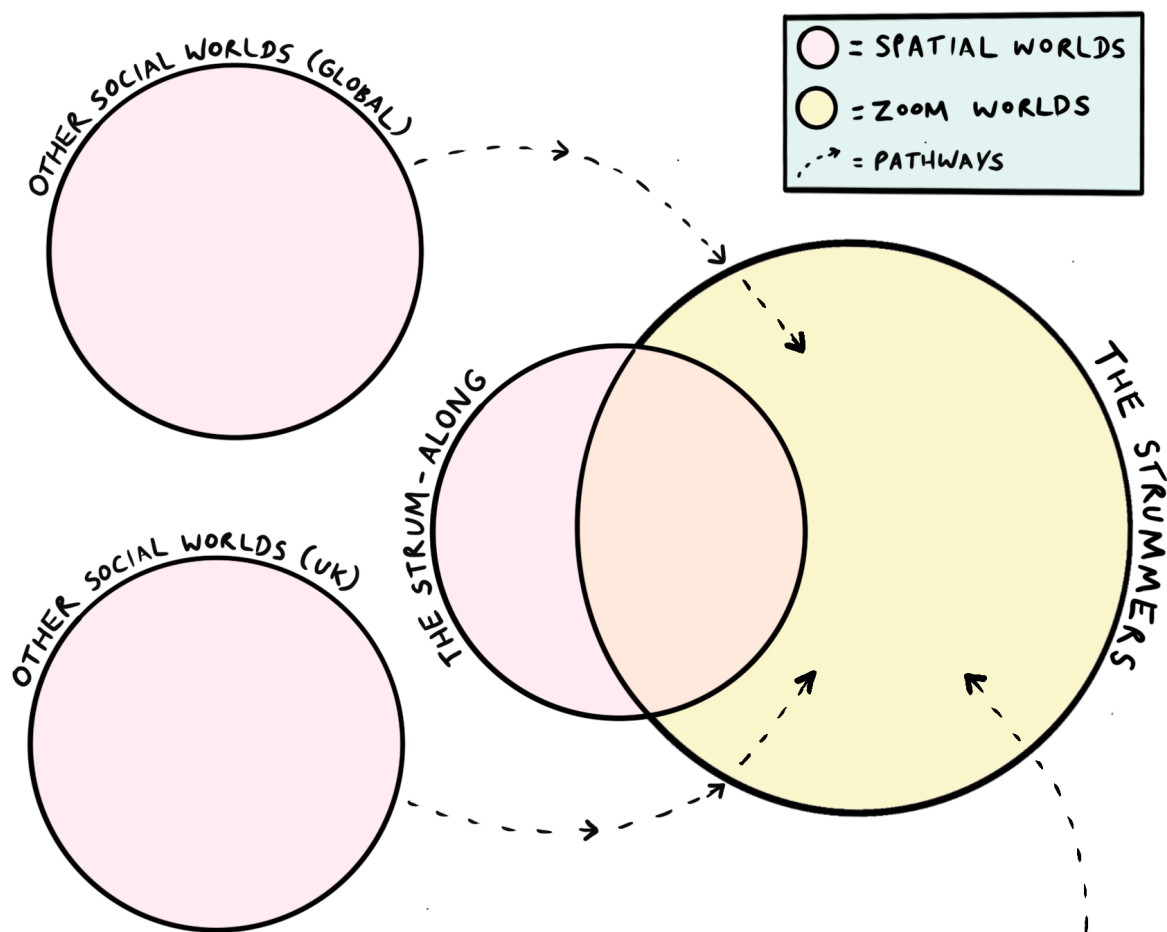 OTHER SOCIAL WORLDS (GLOBAL)
= SPATIAL WORLDS
= ZOOM WORLDS
= PATHWAYS
THE STRUM-ALONG
THE STRUMMERS
OTHER SOCIAL WORLDS (UK)